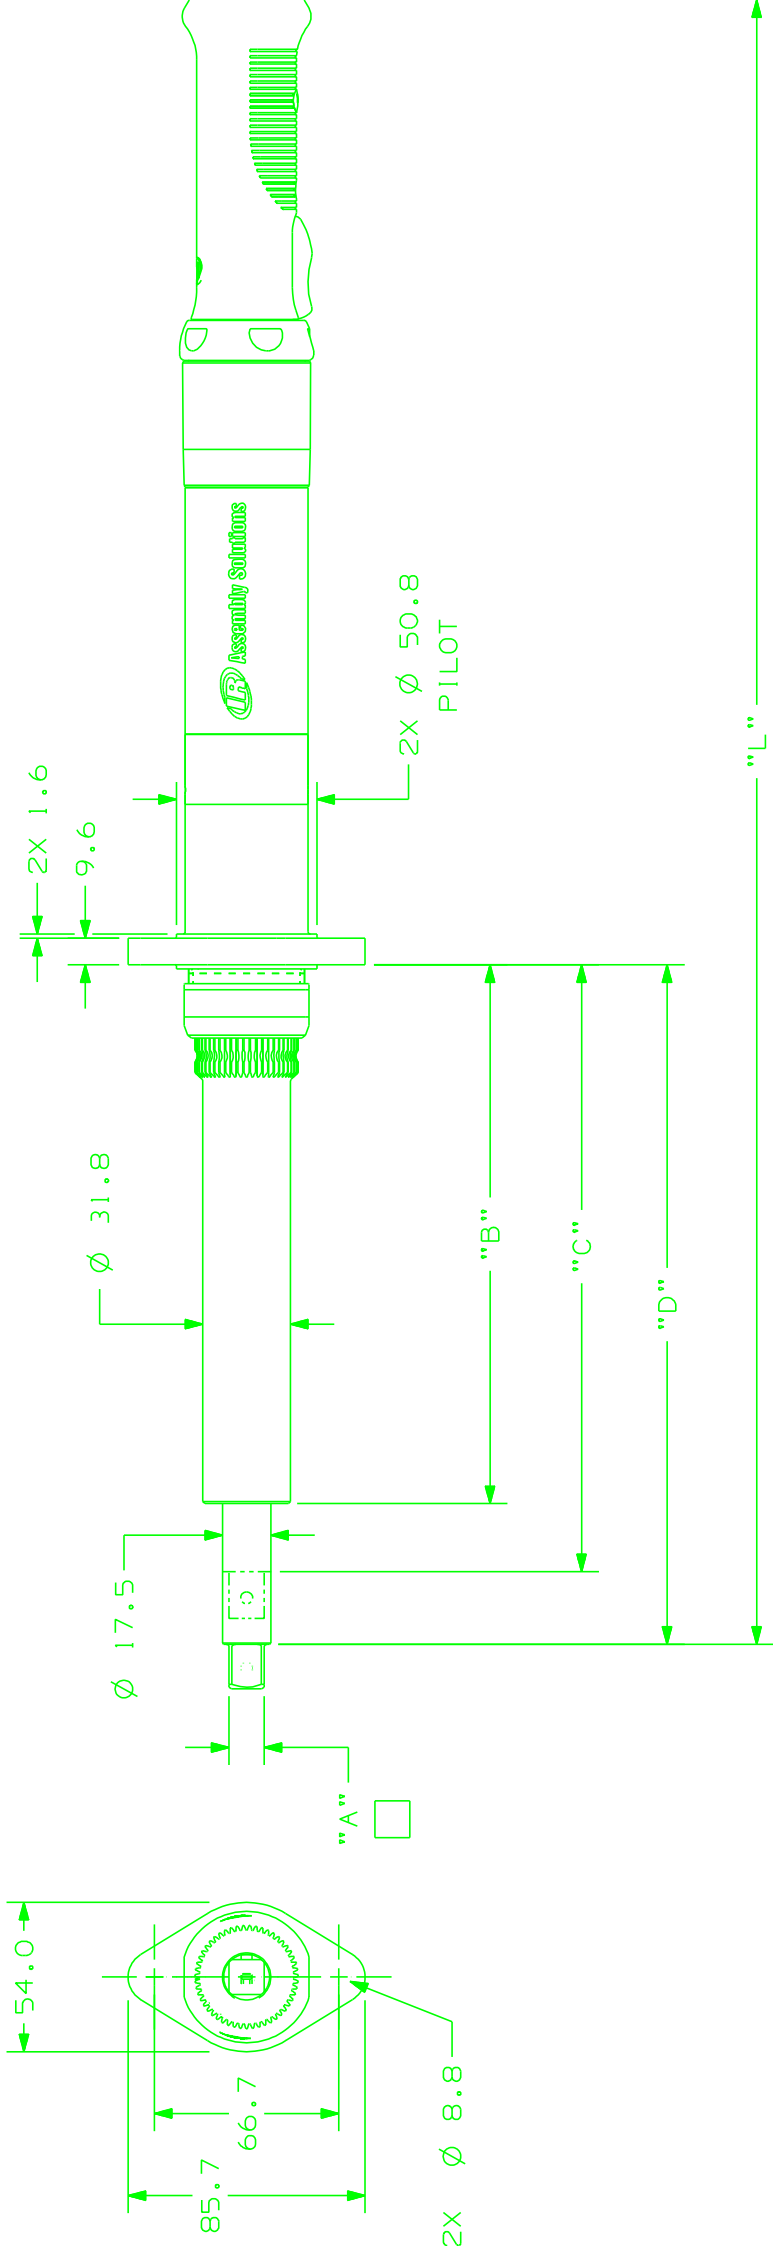 IR Assembly Solutions
2X Ø 50.8
PILOT
"L"
2X 1.6
9.6
Ø 31.8
"B"
"C"
"D"
Ø 17.5
"A"
54.0
66.7
85.7
2X Ø 8.8